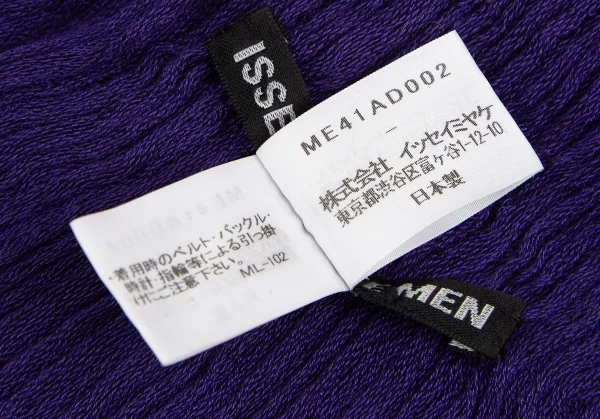 ISSE
ME41AD002
—
株式会社 イッセイミヤケ
東京都渋谷区富ヶ谷1-12-10
日本製
・着用時のベルト・バックル・
時計・指輪等による引っ掛
けにご注意下さい。
ML-102
MEN